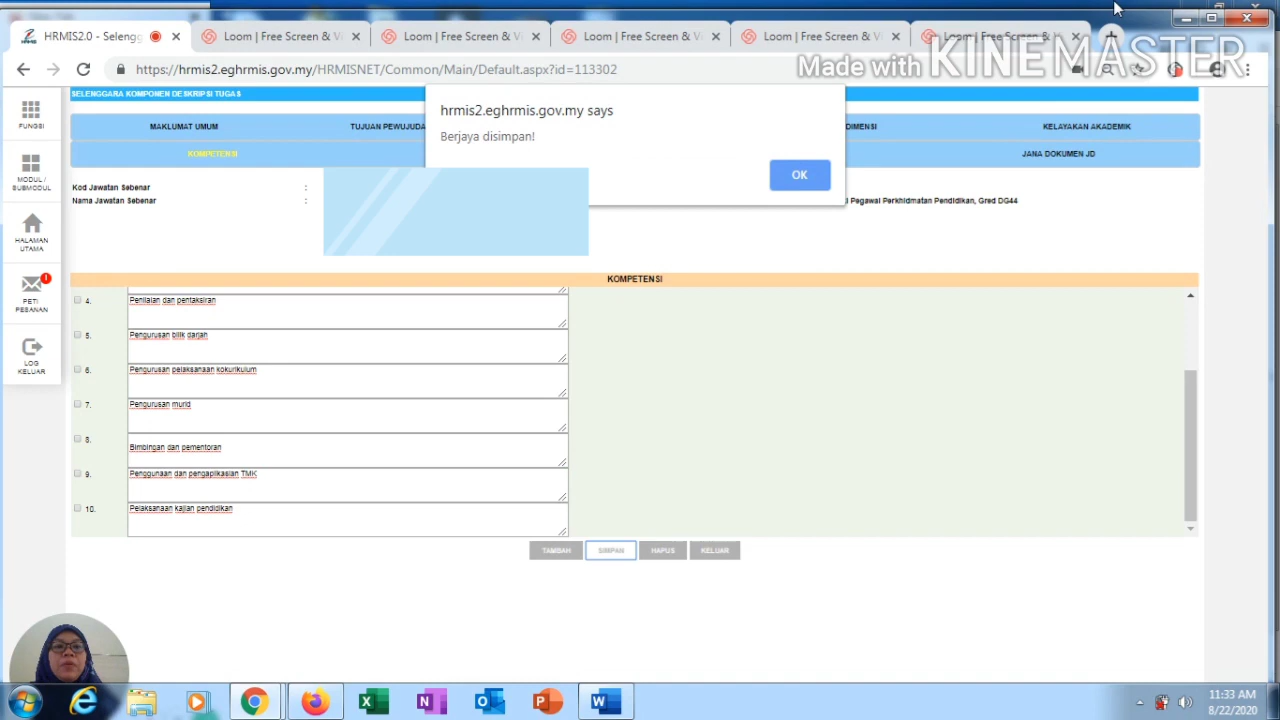 HRMIS2.0 - Selengg
Loom | Free Screen & V
Loom | Free Screen & V
Loom | Free Screen & V
Loom | Free Screen & V
Made with KINEMASTER
https://hrmis2.eghrmis.gov.my/HRMISNET/Common/Main/Default.aspx?id=113302
SELENGGARA KOMPONEN DESKRIPSI TUGAS
hrmis2.eghrmis.gov.my says
Berjaya disimpan!
OK
FUNGSI
MODUL /
SUBMODUL
HALAMAN
UTAMA
PETI
PESANAN
LOG
KELUAR
MAKLUMAT UMUM
TUJUAN PEWUJUDA
DIMENSI
KELAYAKAN AKADEMIK
KOMPETENSI
JANA DOKUMEN JD
Kod Jawatan Sebenar :
Nama Jawatan Sebenar :
Pegawai Perkhidmatan Pendidikan, Gred DG44
KOMPETENSI
4. Penilaian dan pentaksiran
5. Pengurusan bilik darjah
6. Pengurusan pelaksanaan kokurikulum
7. Pengurusan murid
8. Bimbingan dan pementoran
9. Penggunaan dan pengaplikasian TMK
10. Pelaksanaan kajian pendidikan
TAMBAH SIMPAN HAPUS KELUAR
11:33 AM
8/22/2020